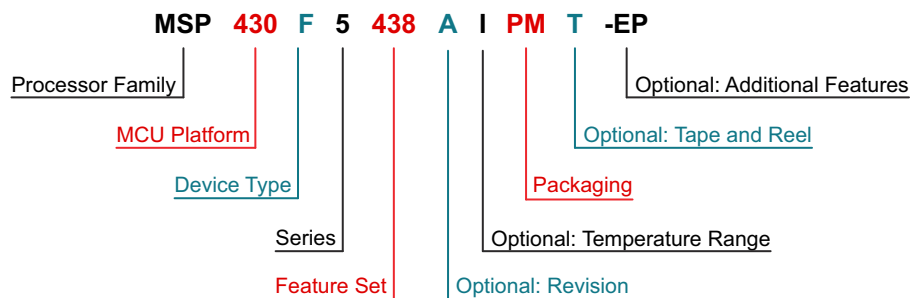 MSP 430 F 5 438 A I PM T -EP
Processor Family
Optional: Additional Features
MCU Platform
Optional: Tape and Reel
Device Type
Packaging
Series
Optional: Temperature Range
Feature Set
Optional: Revision